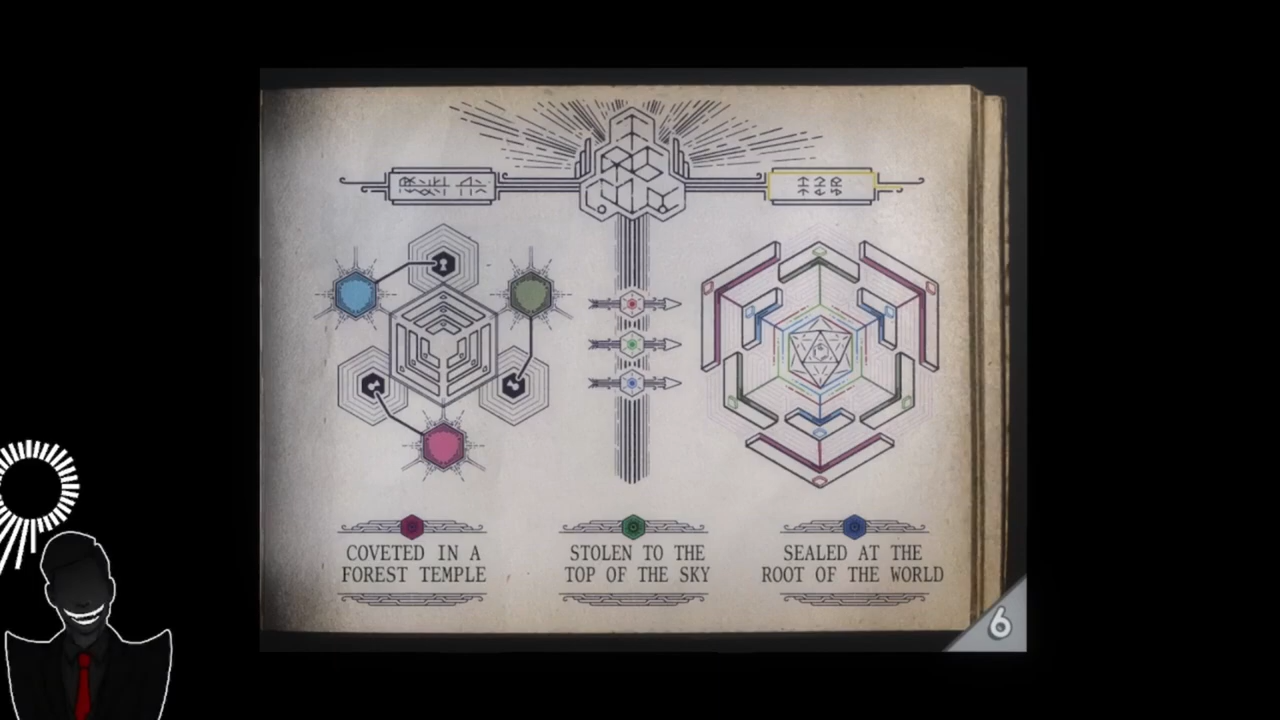 COVETED IN A
FOREST TEMPLE
STOLEN TO THE
TOP OF THE SKY
SEALED AT THE
ROOT OF THE WORLD
6